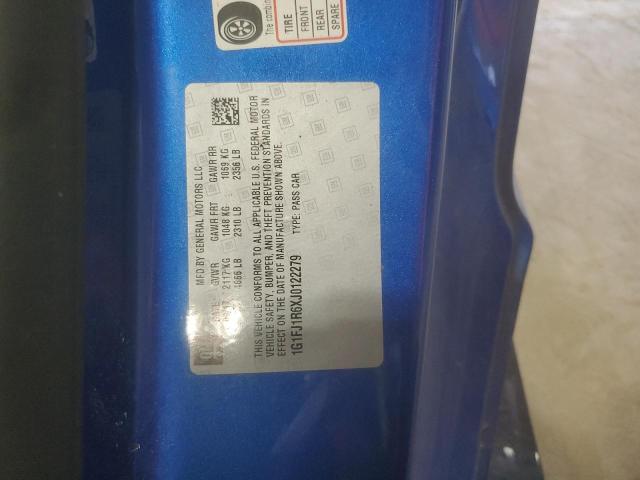 The combin
TIRE
FRONT
REAR
SPARE
MFD BY GENERAL MOTORS LLC
GVWR GAWR FRT GAWR RR
2117 KG 1048 KG 1069 KG
4666 LB 2310 LB 2356 LB
THIS VEHICLE CONFORMS TO ALL APPLICABLE U.S. FEDERAL MOTOR
VEHICLE SAFETY, BUMPER, AND THEFT PREVENTION STANDARDS IN
EFFECT ON THE DATE OF MANUFACTURE SHOWN ABOVE.
1G1FJ1R6XJ0122279 TYPE: PASS CAR